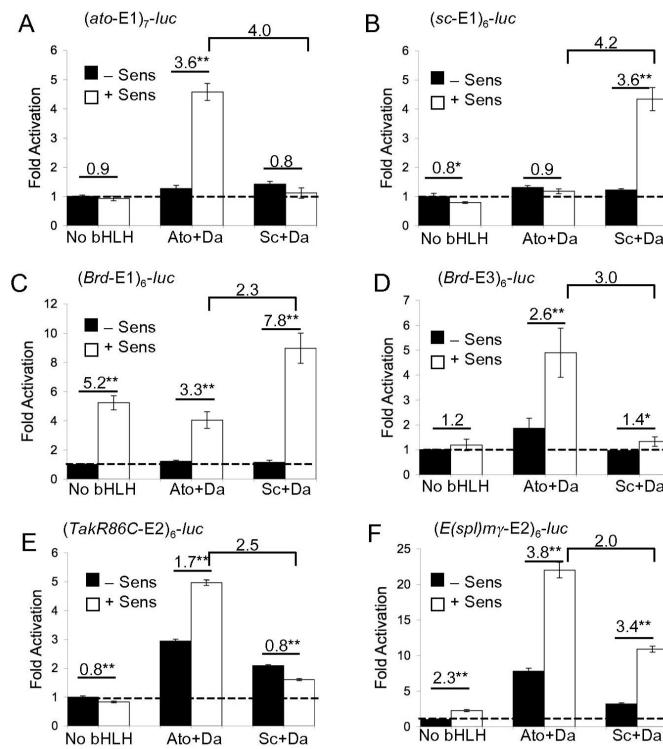 A
(ato-E1)7-luc
4.0
3.6**
– Sens
+ Sens
0.9
0.8
Fold Activation
6
5
4
3
2
1
0
No bHLH Ato+Da Sc+Da
B
(sc-E1)6-luc
4.2
3.6**
– Sens
+ Sens
0.8*
0.9
Fold Activation
6
5
4
3
2
1
0
No bHLH Ato+Da Sc+Da
C
(Brd-E1)6-luc
2.3
7.8**
– Sens
+ Sens
5.2**
3.3**
Fold Activation
12
10
8
6
4
2
0
No bHLH Ato+Da Sc+Da
D
(Brd-E3)6-luc
3.0
2.6**
– Sens
+ Sens
1.2
1.4*
Fold Activation
7
6
5
4
3
2
1
0
No bHLH Ato+Da Sc+Da
E
(TakR86C-E2)6-luc
2.5
1.7**
– Sens
+ Sens
0.8**
0.8**
Fold Activation
6
5
4
3
2
1
0
No bHLH Ato+Da Sc+Da
F
(E(spl)mγ-E2)6-luc
2.0
3.8**
– Sens
+ Sens
3.4**
2.3**
Fold Activation
25
20
15
10
5
0
No bHLH Ato+Da Sc+Da